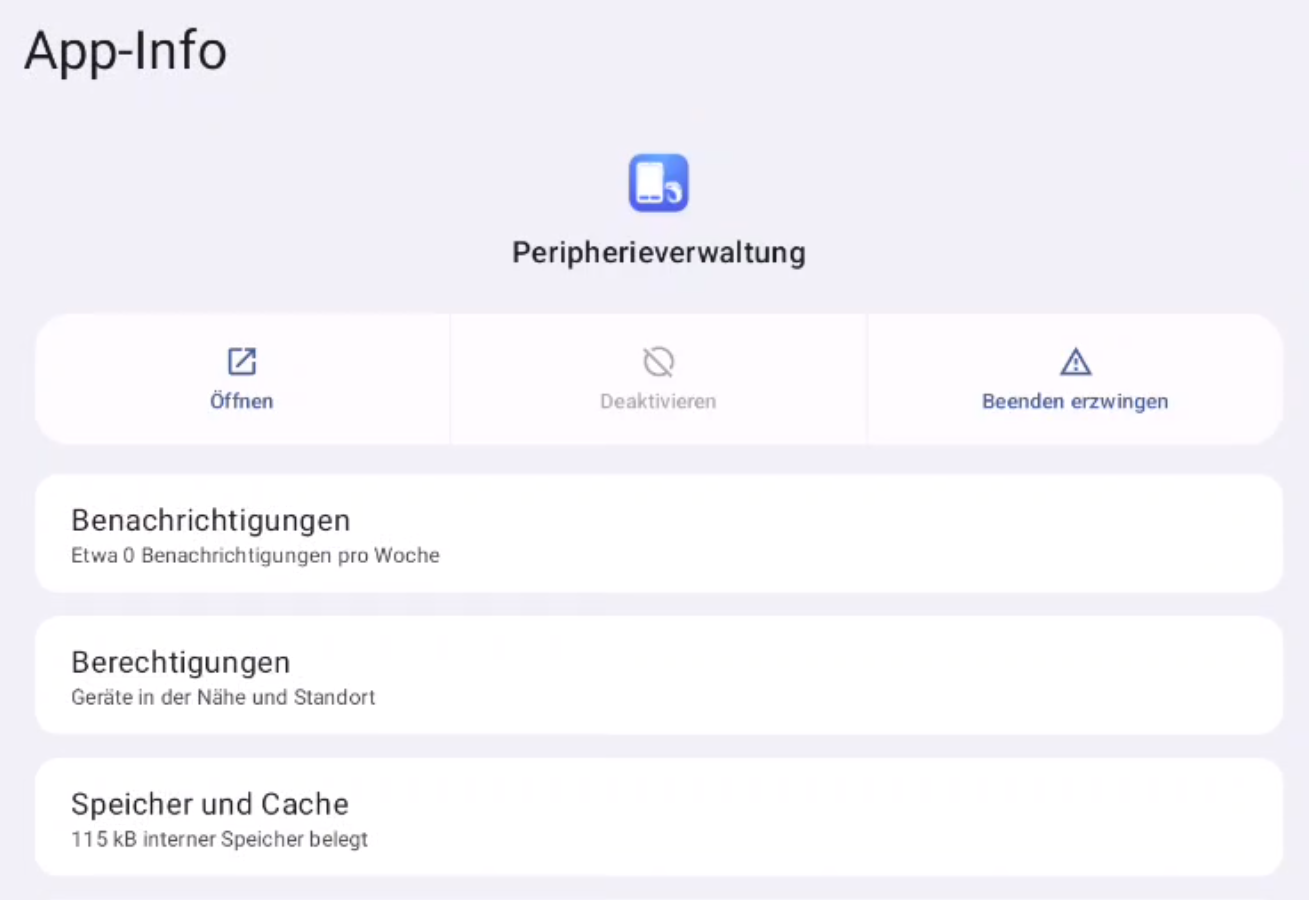 App-Info
Peripherieverwaltung
Öffnen
Deaktivieren
Beenden erzwingen
Benachrichtigungen
Etwa 0 Benachrichtigungen pro Woche
Berechtigungen
Geräte in der Nähe und Standort
Speicher und Cache
115 kB interner Speicher belegt